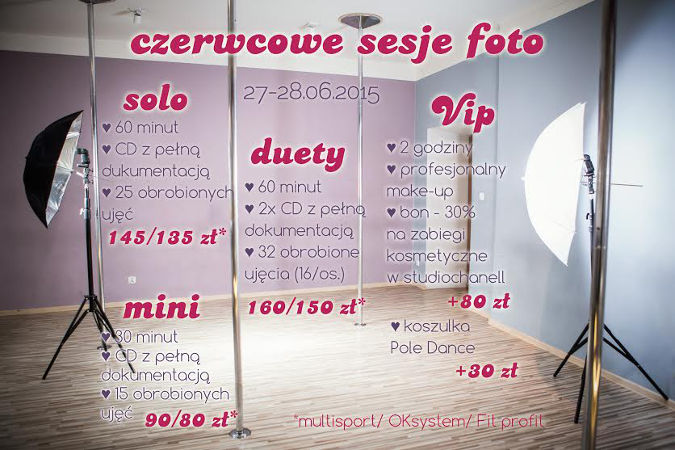 czerwcowe sesje foto
27-28.06.2015
solo
♥ 60 minut
♥ CD z pełną
dukumentacją
♥ 25 obrobionych
ujęć
145/135 zł*
mini
♥ 30 minut
♥ CD z pełną
dokumentacją
♥ 15 obrobionych
ujęć
90/80 zł*
duety
♥ 60 minut
♥ 2x CD z pełną
dokumentacją
♥ 32 obrobione
ujęcia (16/os.)
160/150 zł*
Vip
♥ 2 godziny
♥ profesjonalny
make-up
♥ bon - 30%
na zabiegi
kosmetyczne
w studiochanell
+80 zł
♥ koszulka
Pole Dance
+30 zł
*multisport/ OKsystem/ Fit profit